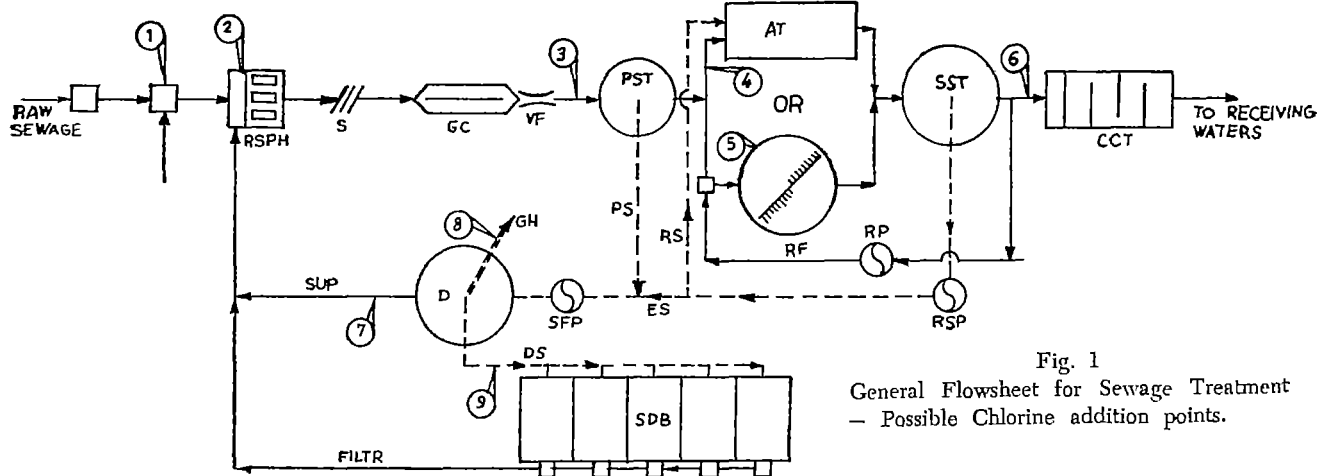 1
2
3
4
5
6
7
8
9
RAW
SEWAGE
RSPH
S
GC
VF
PST
AT
OR
SST
CCT
TO RECEIVING
WATERS
PS
RS
RF
RP
GH
SUP
D
SFP
ES
RSP
DS
SDB
FILTR
Fig. 1
General Flowsheet for Sewage Treatment
— Possible Chlorine addition points.